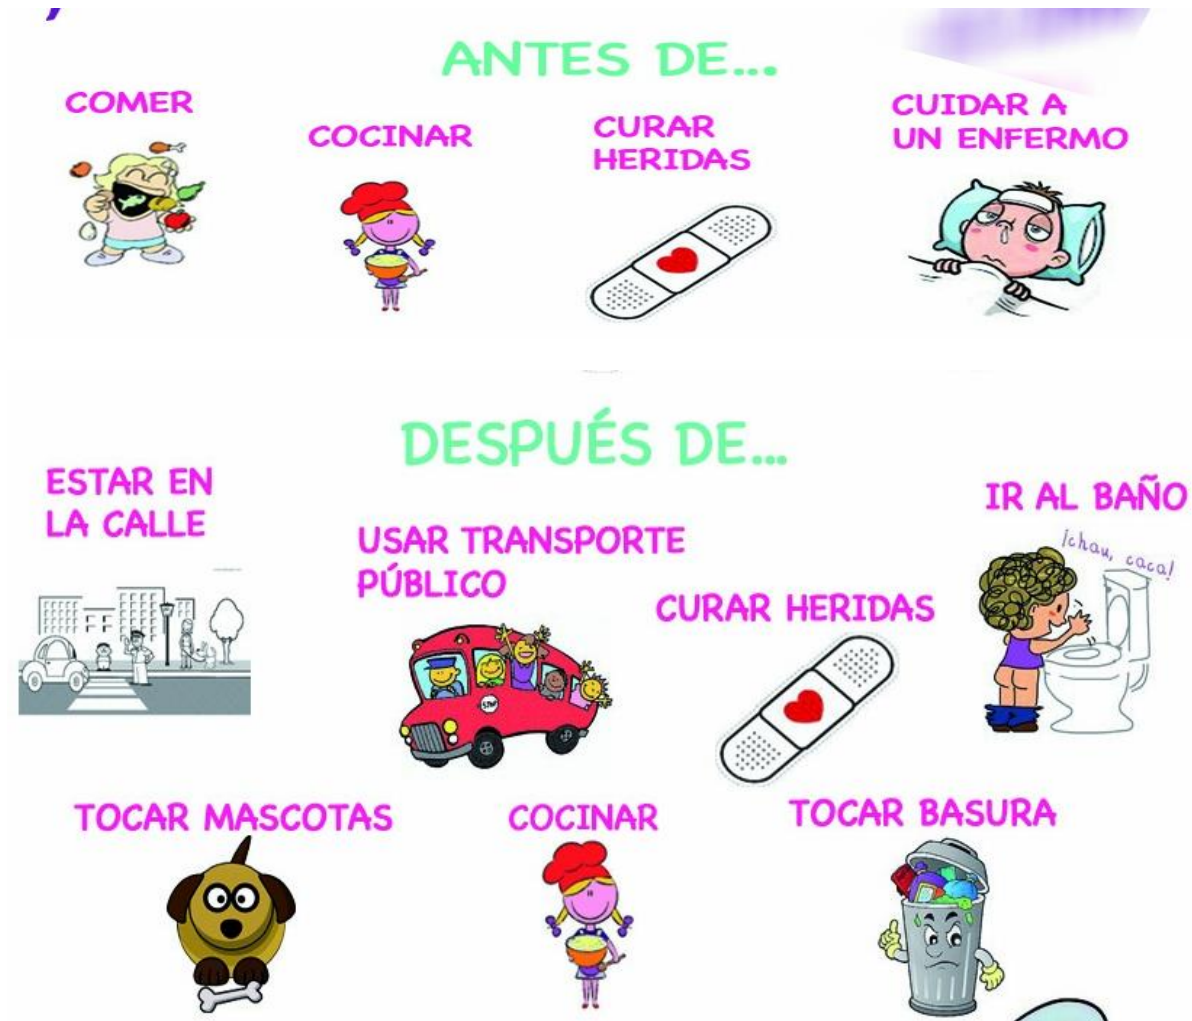 ANTES DE...
COMER
COCINAR
CURAR
HERIDAS
CUIDAR A
UN ENFERMO
DESPUÉS DE...
ESTAR EN
LA CALLE
USAR TRANSPORTE
PÚBLICO
STOP
CURAR HERIDAS
IR AL BAÑO
¡chau, caca!
TOCAR MASCOTAS
COCINAR
TOCAR BASURA